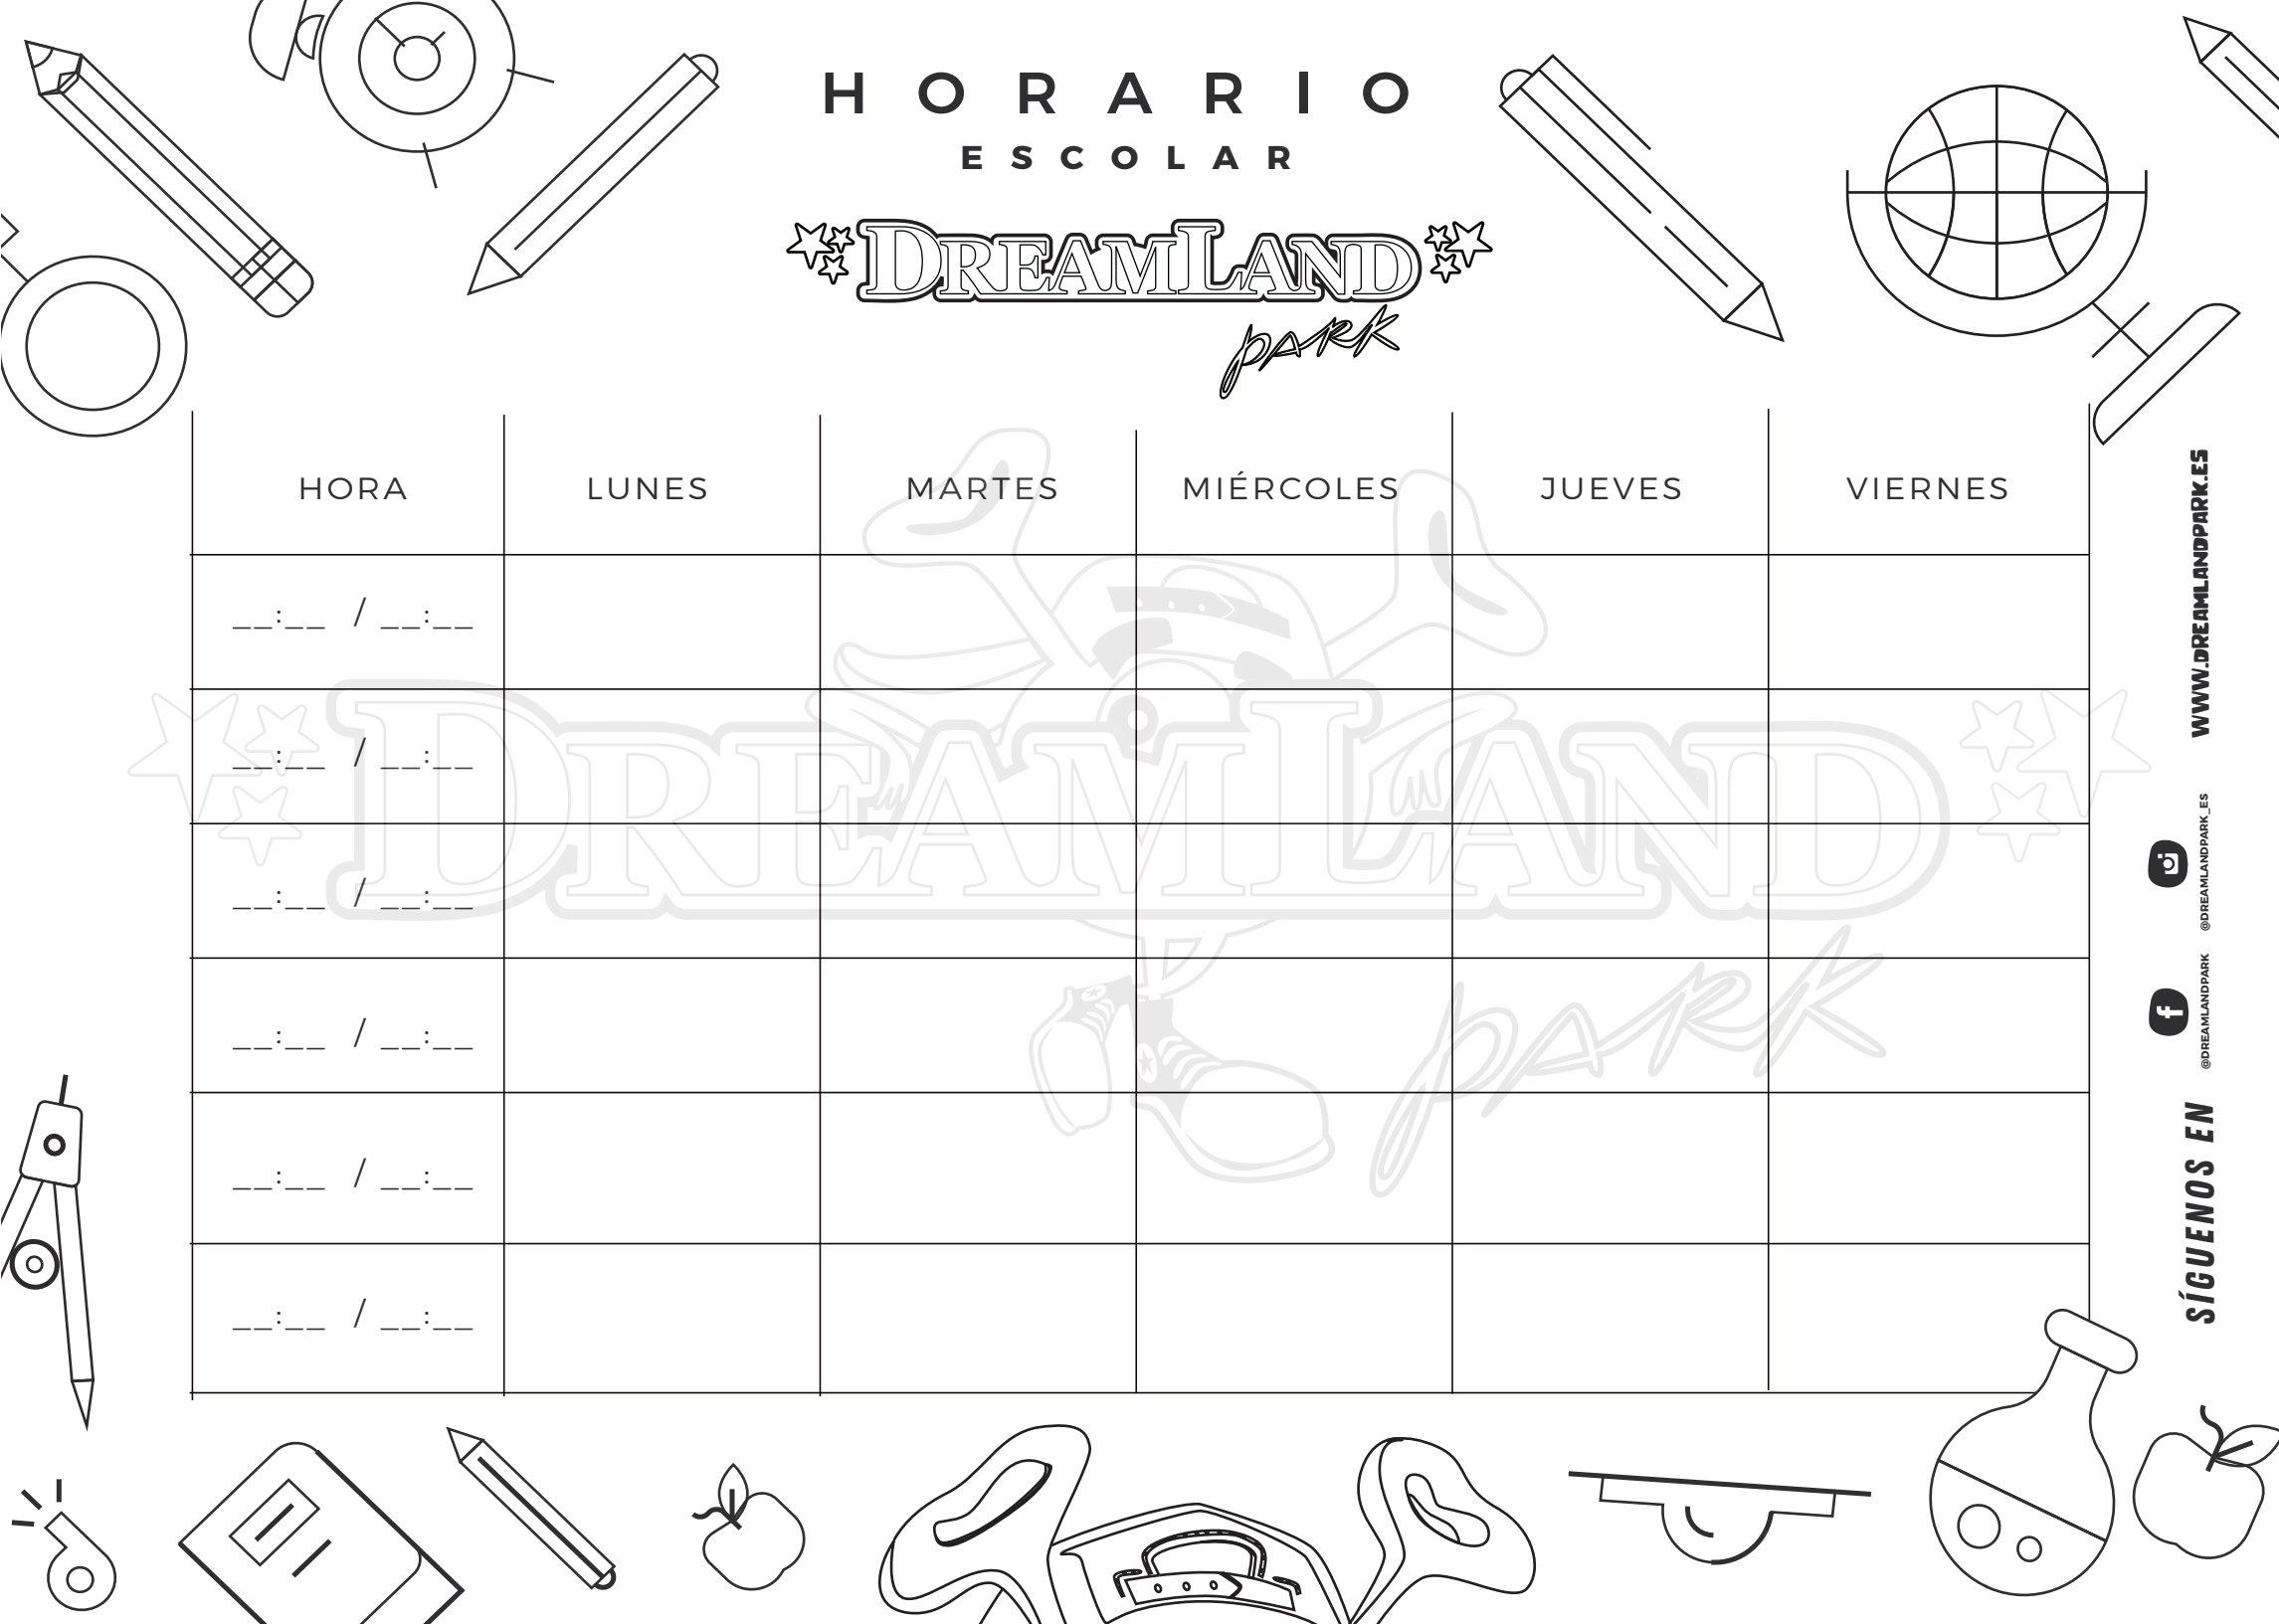 HORARIO
ESCOLAR
DREAMLAND
park
HORA LUNES MARTES MIÉRCOLES JUEVES VIERNES
__:__ / __:__
__:__ / __:__
__:__ / __:__
__:__ / __:__
__:__ / __:__
__:__ / __:__
DREAMLAND
park
SÍGUENOS EN
@DREAMLANDPARK
@DREAMLANDPARK_ES
WWW.DREAMLANDPARK.ES